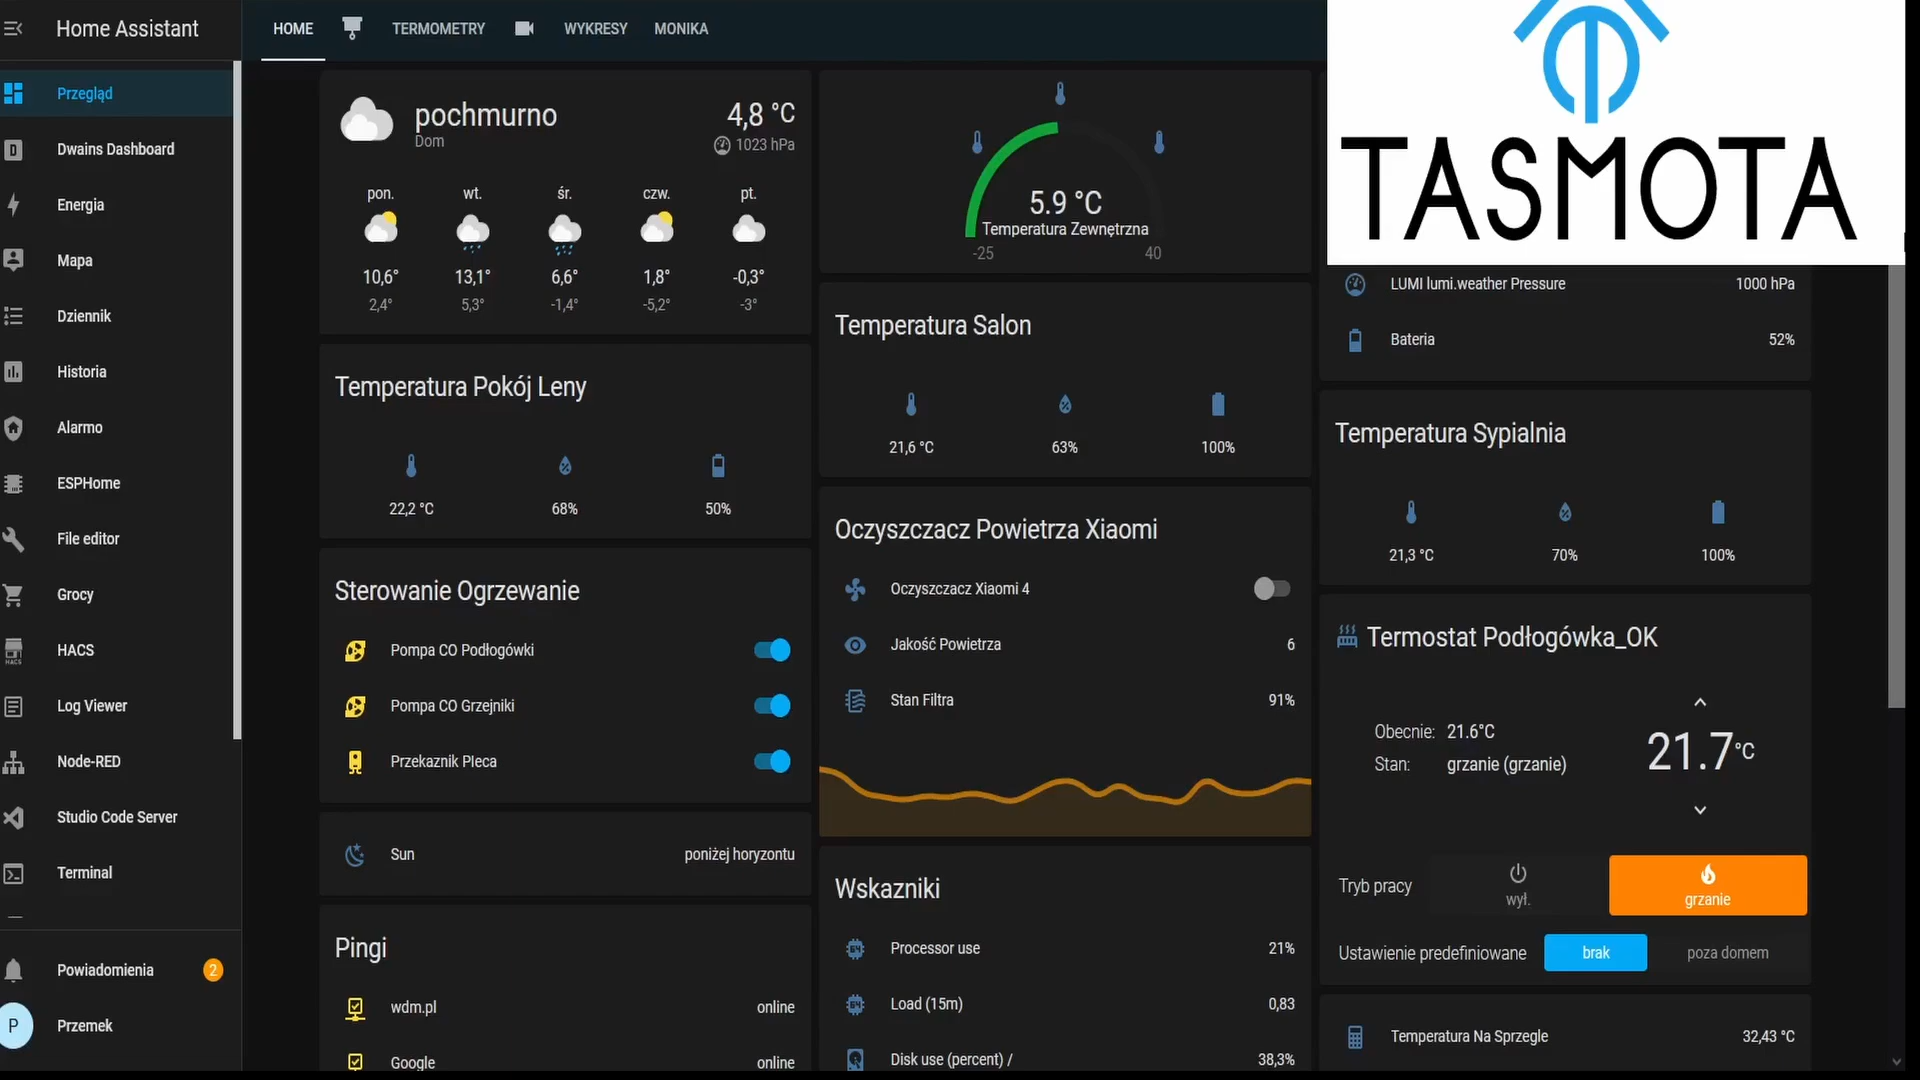 Home Assistant
Przegląd
Dwains Dashboard
Energia
Mapa
Dziennik
Historia
Alarmo
ESPHome
File editor
Grocy
HACS
HACS
Log Viewer
Node-RED
Studio Code Server
Terminal
Powiadomienia 2
P Przemek
HOME TERMOMETRY WYKRESY MONIKA
pochmurno 4,8 °C
Dom 1023 hPa
pon. wt. śr. czw. pt.
10,6° 13,1° 6,6° 1,8° -0,3°
2,4° 5,3° -1,4° -5,2° -3°
Temperatura Pokój Leny
22,2 °C 68% 50%
Sterowanie Ogrzewanie
Pompa CO Podłogówki
Pompa CO Grzejniki
Przekaznik Pleca
Sun poniżej horyzontu
Pingi
wdm.pl online
Google online
5.9 °C
Temperatura Zewnętrzna
-25 40
Temperatura Salon
21,6 °C 63% 100%
Oczyszczacz Powietrza Xiaomi
Oczyszczacz Xiaomi 4
Jakość Powietrza 6
Stan Filtra 91%
Wskazniki
Processor use 21%
Load (15m) 0,83
Disk use (percent) / 38,3%
TASMOTA
LUMI lumi.weather Pressure 1000 hPa
Bateria 52%
Temperatura Sypialnia
21,3 °C 70% 100%
Termostat Podłogówka_OK
Obecnie: 21.6°C
Stan: grzanie (grzanie)
21.7 °C
Tryb pracy wył. grzanie
Ustawienie predefiniowane brak poza domem
Temperatura Na Sprzegle 32,43 °C